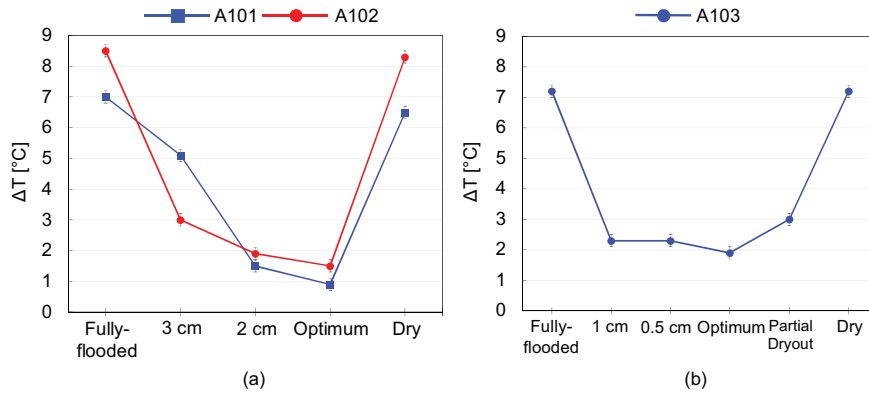 A101 A102
ΔT [°C]
9
8
7
6
5
4
3
2
1
0
Fully-
flooded
3 cm
2 cm
Optimum
Dry
(a)
A103
ΔT [°C]
9
8
7
6
5
4
3
2
1
0
Fully-
flooded
1 cm
0.5 cm
Optimum
Partial
Dryout
Dry
(b)